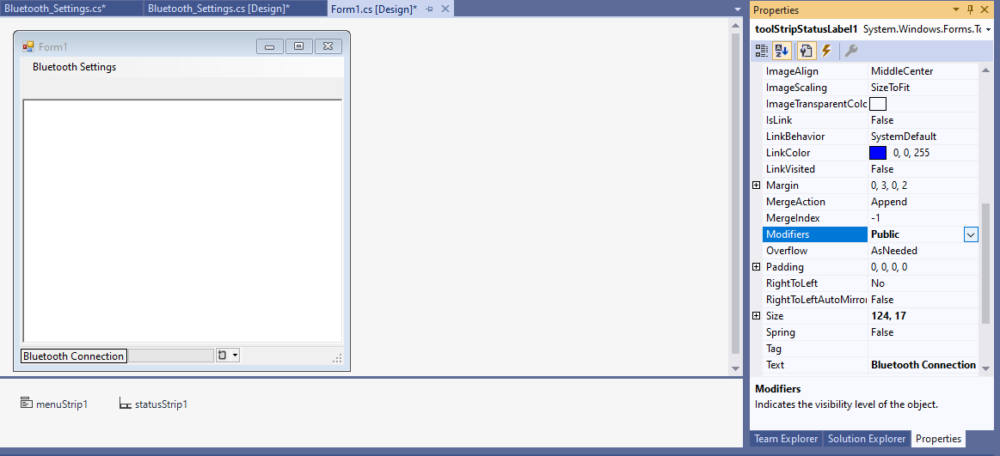 Bluetooth_Settings.cs*
Bluetooth_Settings.cs [Design]*
Form1.cs [Design]*
Form1
Bluetooth Settings
Bluetooth Connection
menuStrip1
statusStrip1
Properties
toolStripStatusLabel1 System.Windows.Forms.To
ImageAlign MiddleCenter
ImageScaling SizeToFit
ImageTransparentColo
IsLink False
LinkBehavior SystemDefault
LinkColor 0, 0, 255
LinkVisited False
Margin 0, 3, 0, 2
MergeAction Append
MergeIndex -1
Modifiers Public
Overflow AsNeeded
Padding 0, 0, 0, 0
RightToLeft No
RightToLeftAutoMirror False
Size 124, 17
Spring False
Tag
Text Bluetooth Connection
Modifiers
Indicates the visibility level of the object.
Team Explorer
Solution Explorer
Properties